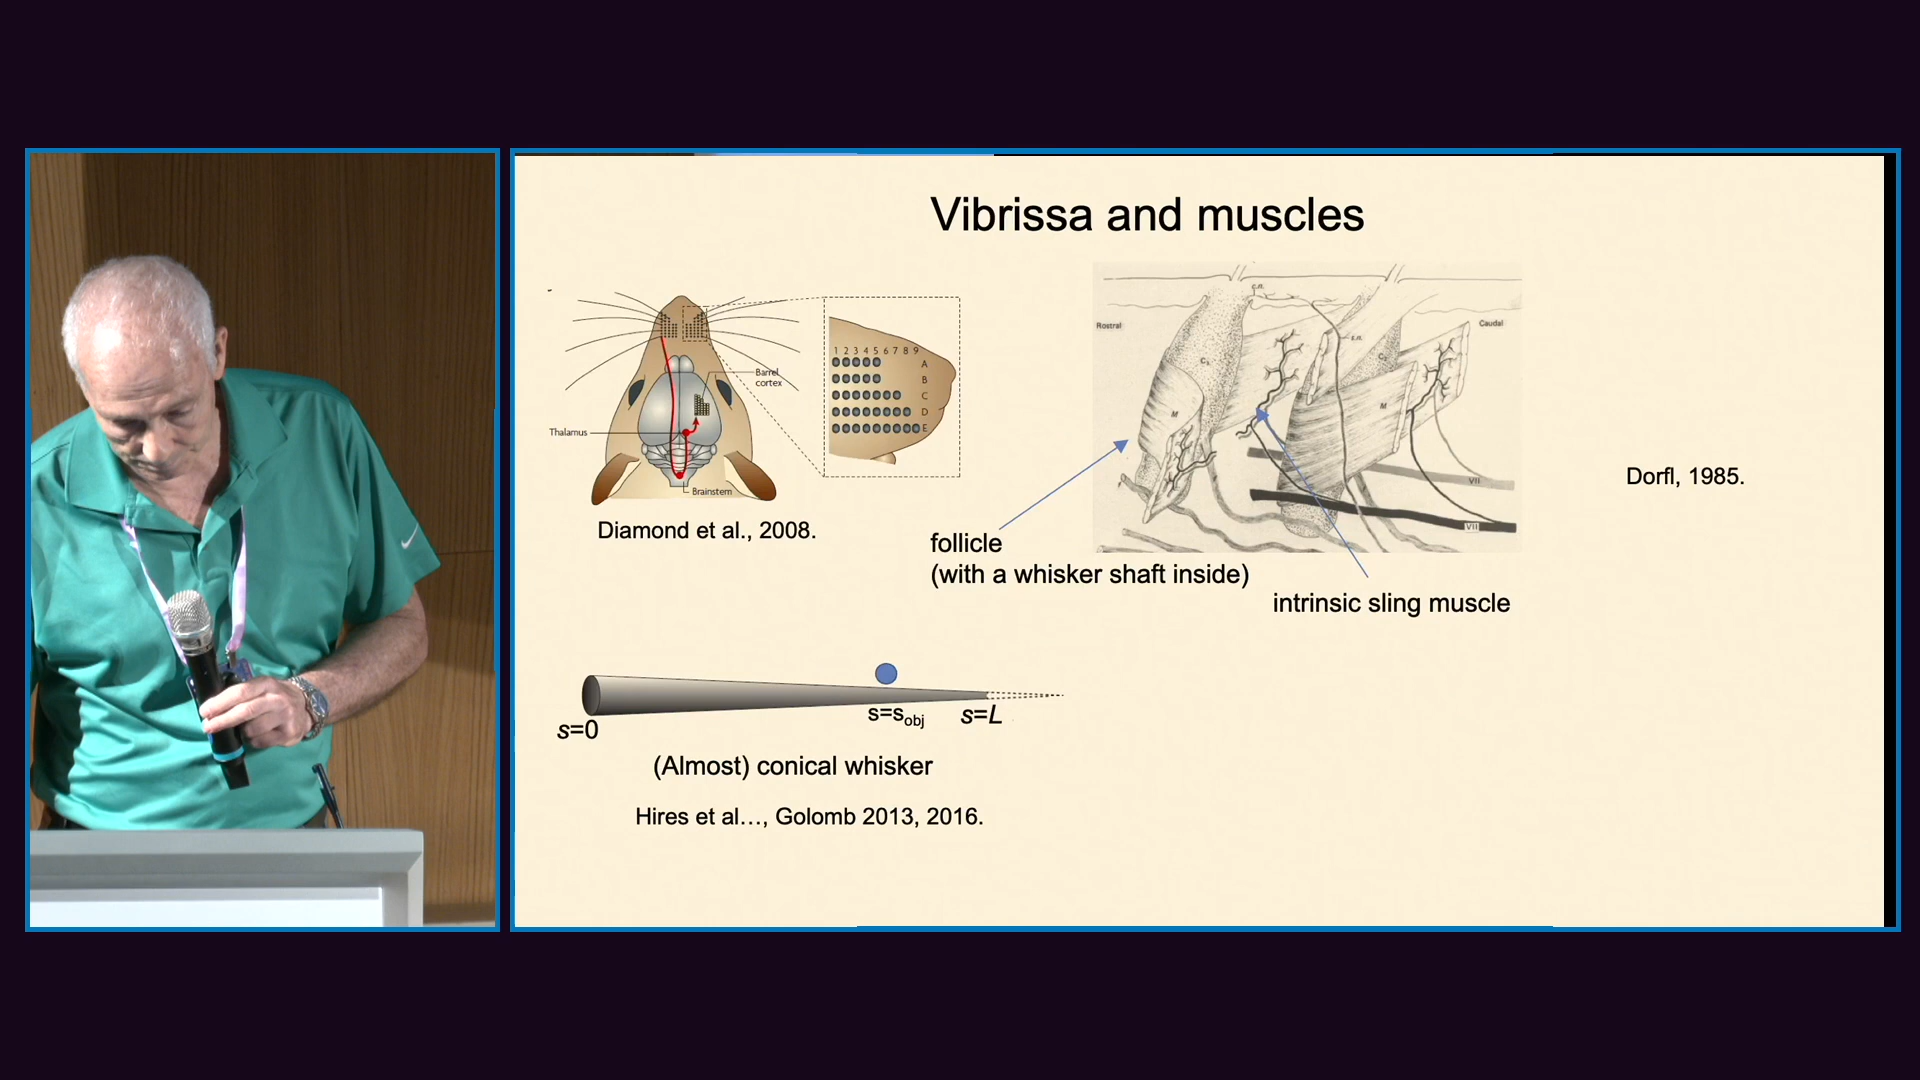 Vibrissa and muscles
1 2 3 4 5 6 7 8 9
A
B
C
D
E
Barrel
cortex
Thalamus
Brainstem
Diamond et al., 2008.
Rostral
Caudal
c.n.
M
M
VII
VII
Dorfl, 1985.
follicle
(with a whisker shaft inside)
intrinsic sling muscle
s=0
s=sobj
s=L
(Almost) conical whisker
Hires et al…, Golomb 2013, 2016.